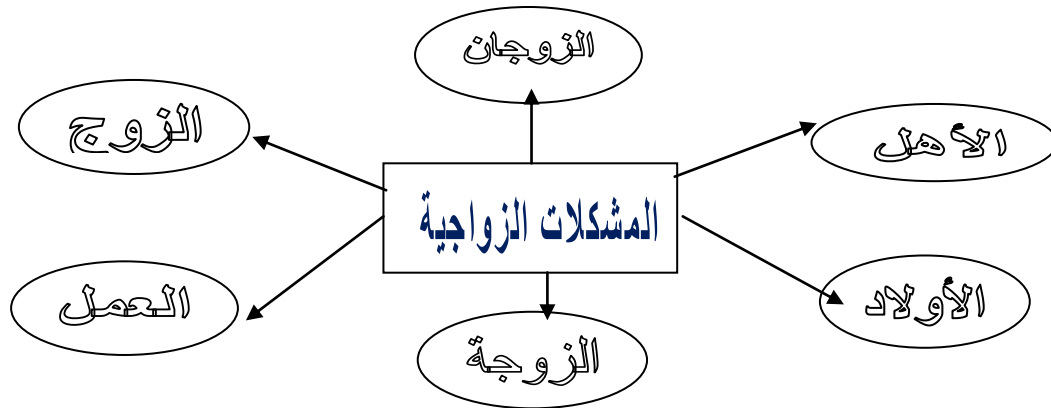 الزوجان
الأهل
الزوج
المشكلات الزواجية
الأولاد
العمل
الزوجة